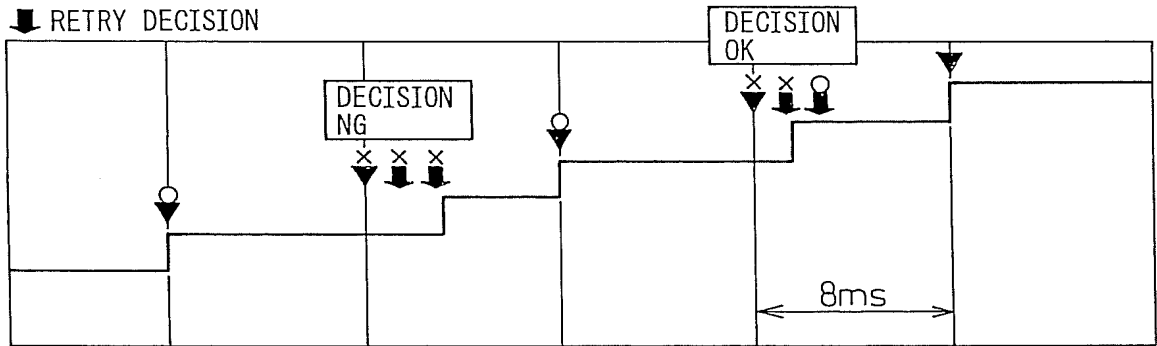 RETRY DECISION
DECISION
OK
DECISION
NG
8ms